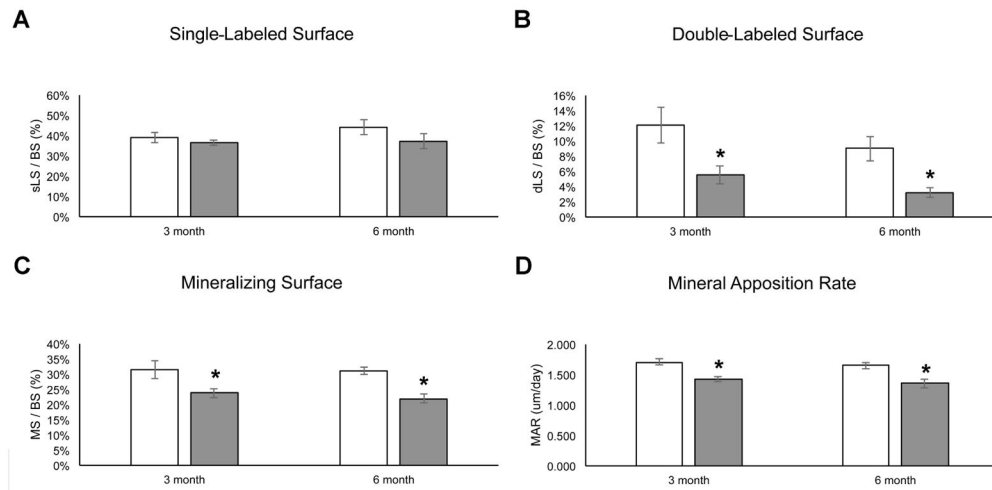 A
Single-Labeled Surface
sLS / BS (%)
60%
50%
40%
30%
20%
10%
0%
3 month
6 month
B
Double-Labeled Surface
dLS / BS (%)
16%
14%
12%
10%
8%
6%
4%
2%
0%
*
*
3 month
6 month
C
Mineralizing Surface
MS / BS (%)
40%
35%
30%
25%
20%
15%
10%
5%
0%
*
*
3 month
6 month
D
Mineral Apposition Rate
MAR (um/day)
2.000
1.500
1.000
0.500
0.000
*
*
3 month
6 month